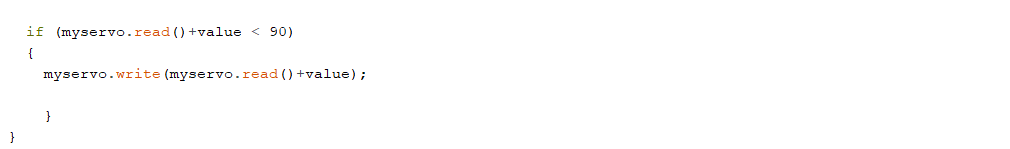 if (myservo.read()+value < 90)
{
myservo.write(myservo.read()+value);
}
}